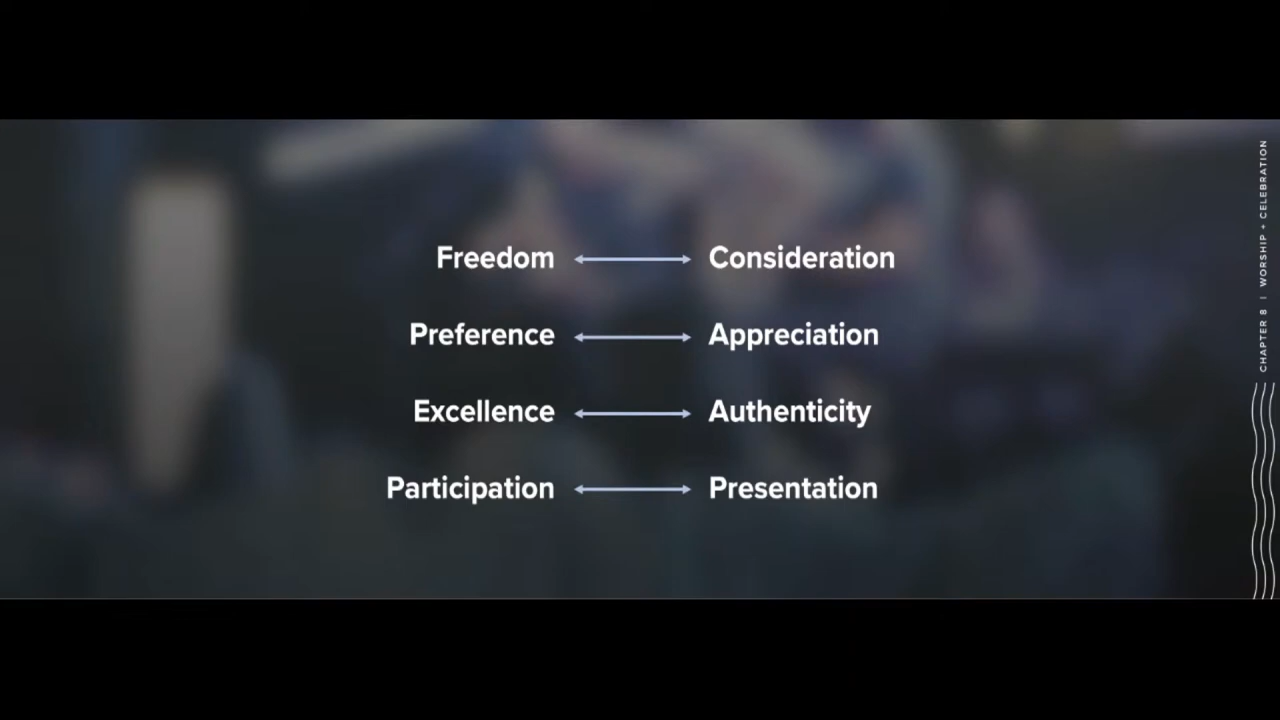 Freedom Consideration
Preference Appreciation
Excellence Authenticity
Participation Presentation
CHAPTER 8 | WORSHIP + CELEBRATION